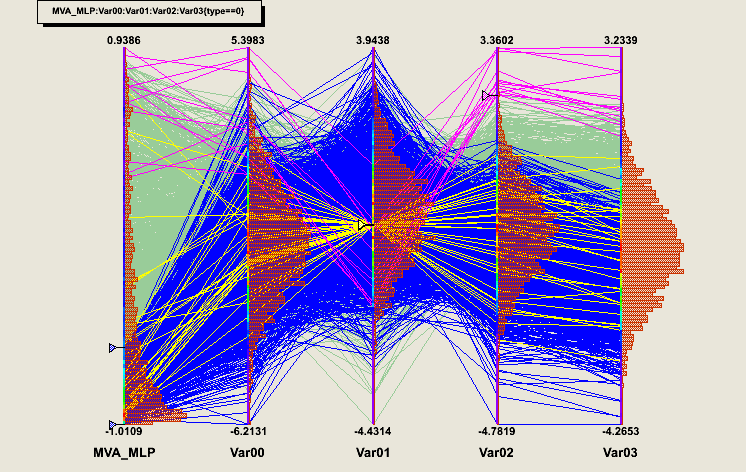 MVA_MLP:Var00:Var01:Var02:Var03{type==0}
0.9386 5.3983 3.9438 3.3602 3.2339
-1.0109 -6.2131 -4.4314 -4.7819 -4.2653
MVA_MLP Var00 Var01 Var02 Var03